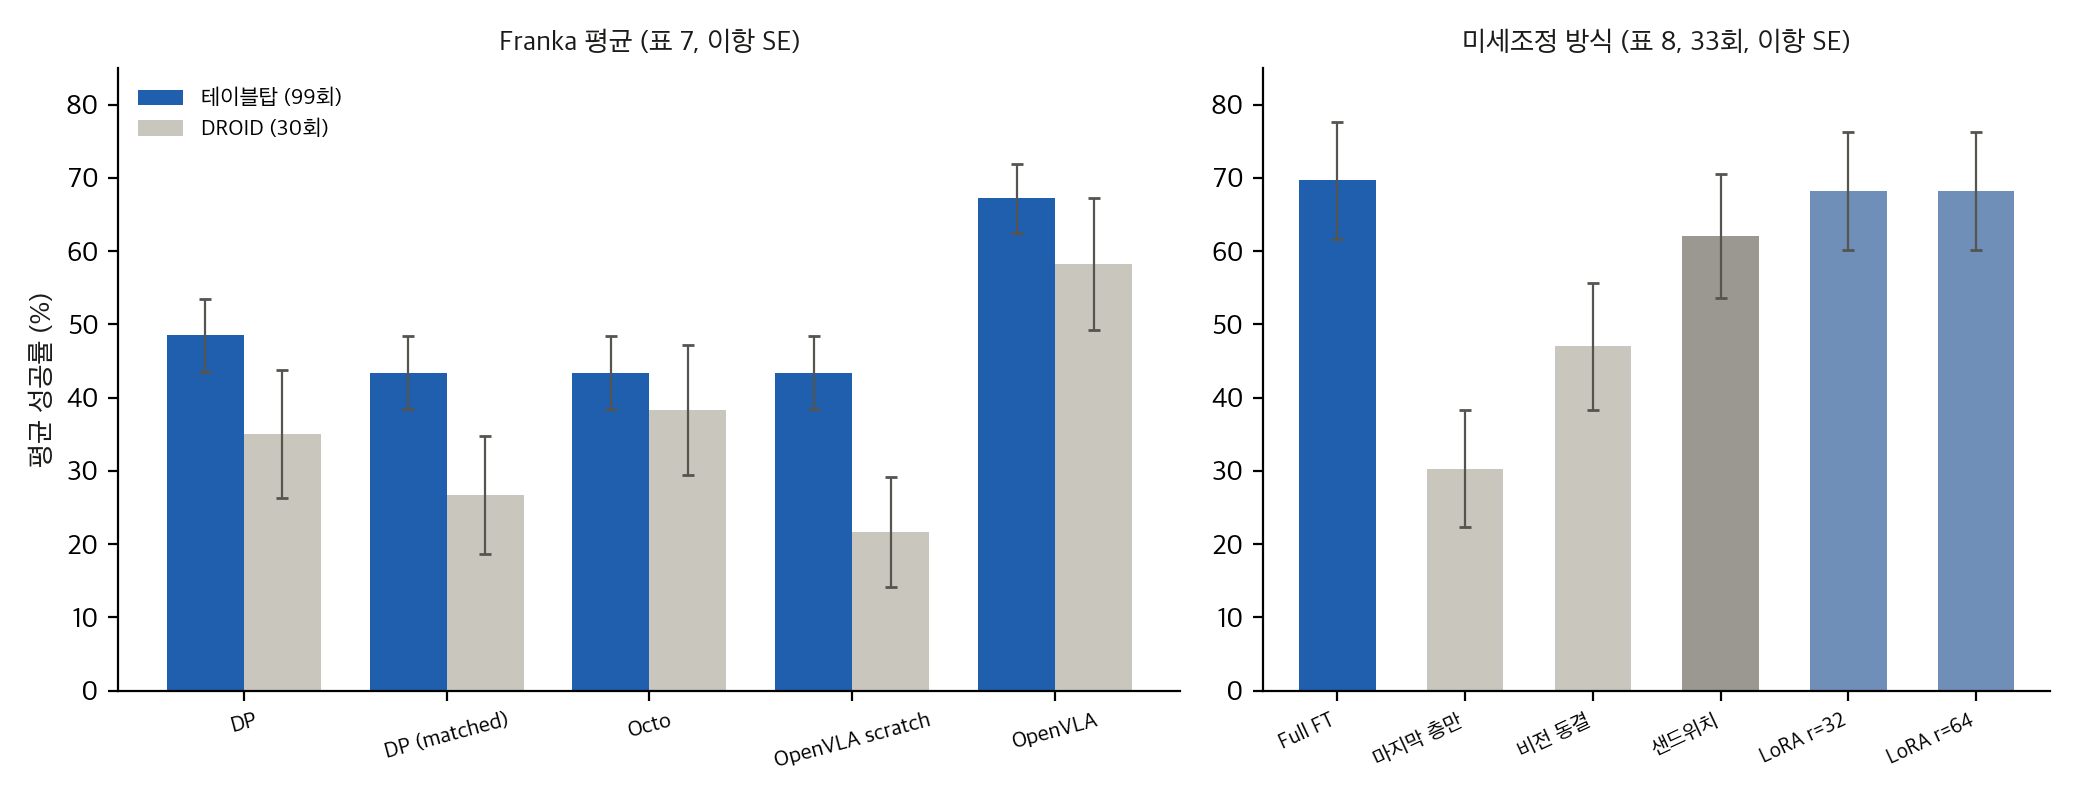 Franka 평균 (표 7, 이항 SE)
테이블탑 (99회)
DROID (30회)
평균 성공률 (%)
80
70
60
50
40
30
20
10
0
DP
DP (matched)
Octo
OpenVLA scratch
OpenVLA
미세조정 방식 (표 8, 33회, 이항 SE)
80
70
60
50
40
30
20
10
0
Full FT
마지막 층만
비전 동결
샌드위치
LoRA r=32
LoRA r=64